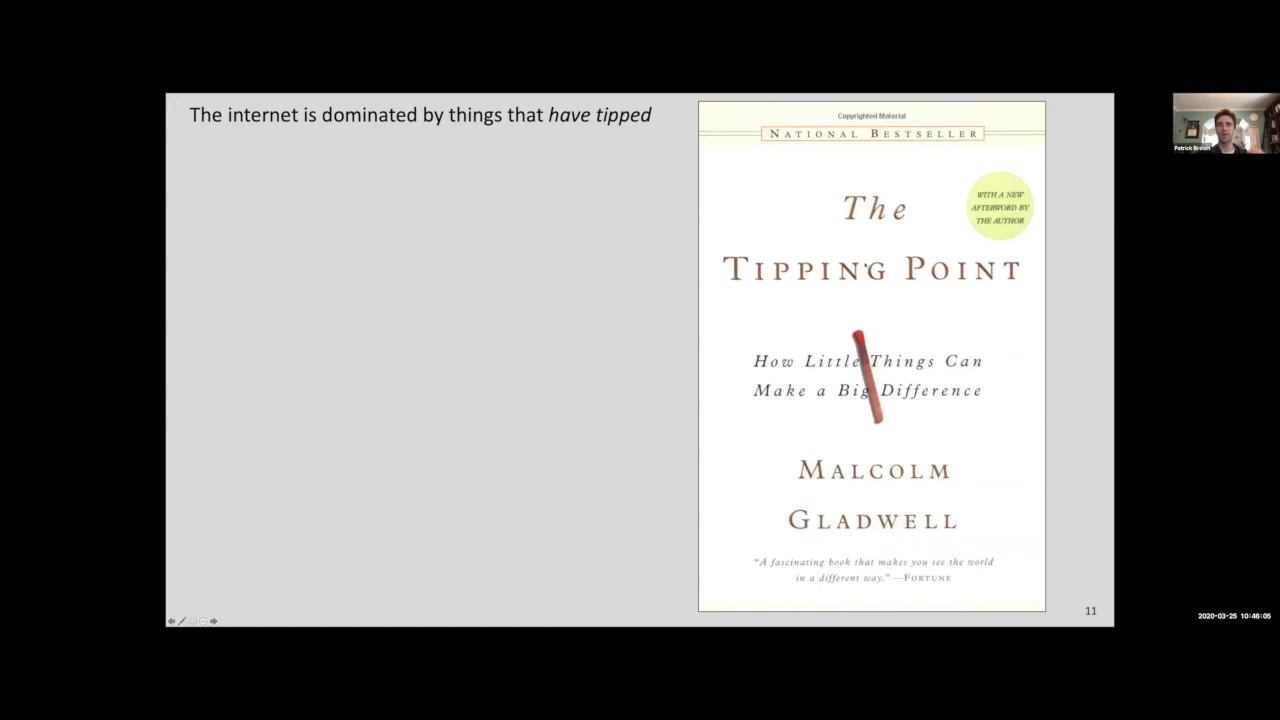 The internet is dominated by things that have tipped
Copyrighted Material
NATIONAL BESTSELLER
WITH A NEW
AFTERWORD BY
THE AUTHOR
The
TIPPING POINT
How Little Things Can
Make a Big Difference
MALCOLM
GLADWELL
“A fascinating book that makes you see the world
in a different way.” —FORTUNE
11
Patrick Brown
2020-03-25 10:46:05